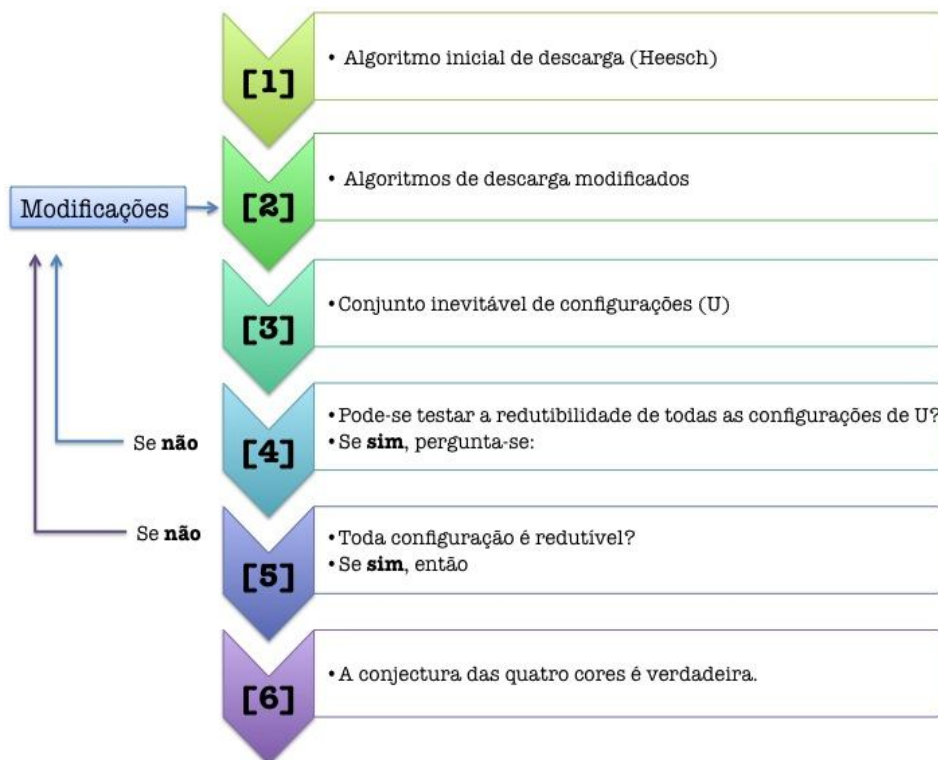 [1]
• Algoritmo inicial de descarga (Heesch)
Modificações
[2]
• Algoritmos de descarga modificados
[3]
• Conjunto inevitável de configurações (U)
Se não
[4]
• Pode-se testar a redutibilidade de todas as configurações de U?
• Se sim, pergunta-se:
Se não
[5]
• Toda configuração é redutível?
• Se sim, então
[6]
• A conjectura das quatro cores é verdadeira.